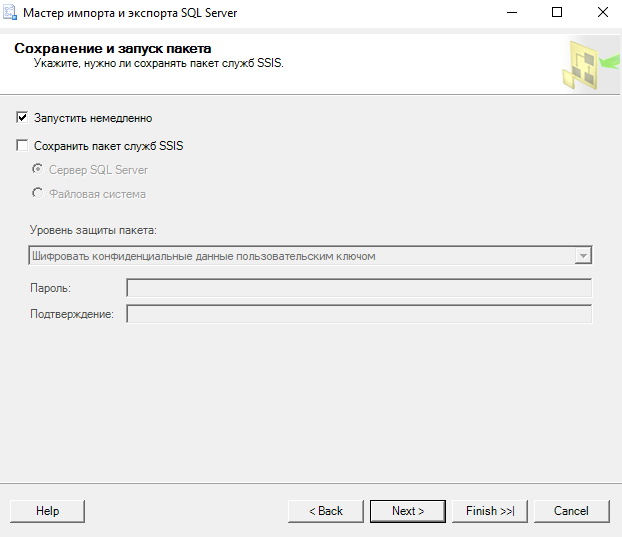 Мастер импорта и экспорта SQL Server
Сохранение и запуск пакета
Укажите, нужно ли сохранять пакет служб SSIS.
Запустить немедленно
Сохранить пакет служб SSIS
Сервер SQL Server
Файловая система
Уровень защиты пакета:
Шифровать конфиденциальные данные пользовательским ключом
Пароль:
Подтверждение:
Help
< Back
Next >
Finish >>|
Cancel